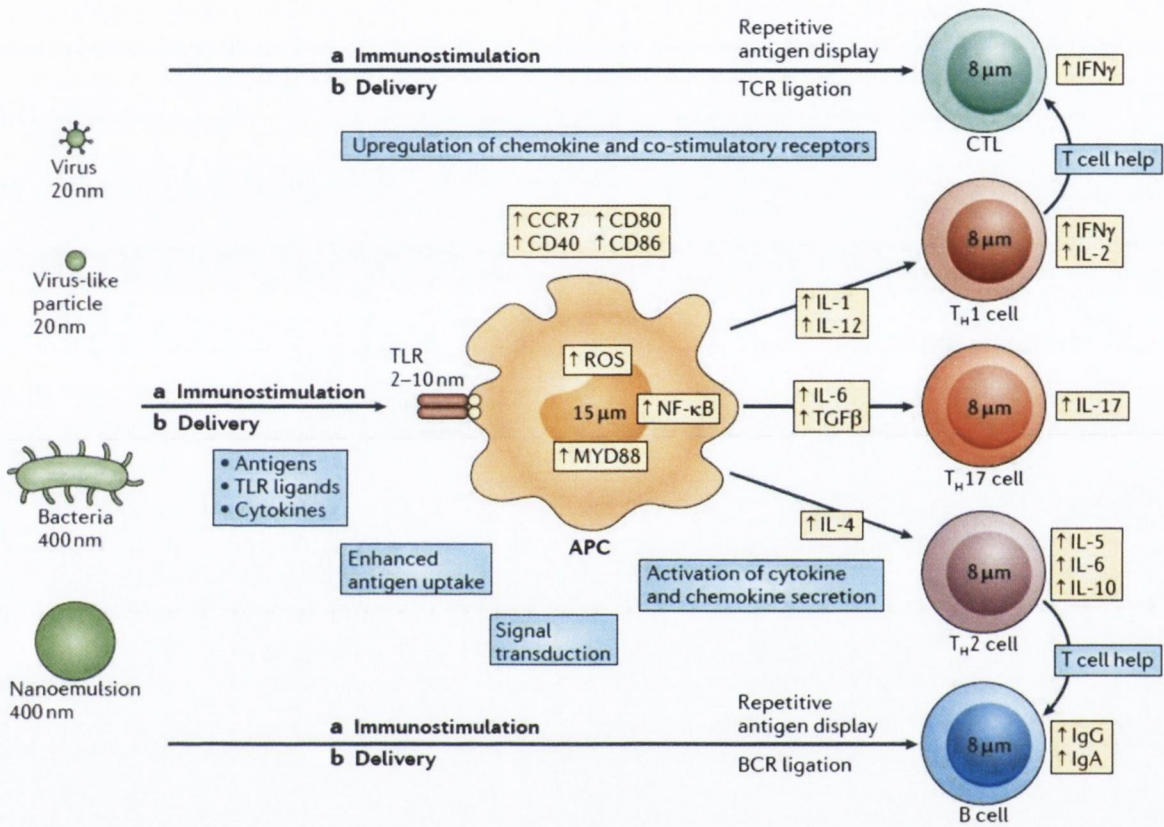 a Immunostimulation
b Delivery
Repetitive
antigen display
TCR ligation
8 μm
CTL
↑ IFNγ
Virus
20 nm
Upregulation of chemokine and co-stimulatory receptors
T cell help
↑ CCR7 ↑ CD80
↑ CD40 ↑ CD86
8 μm
TH1 cell
↑ IFNγ
↑ IL-2
Virus-like
particle
20 nm
↑ IL-1
↑ IL-12
a Immunostimulation
b Delivery
• Antigens
• TLR ligands
• Cytokines
TLR
2–10 nm
↑ ROS
15 μm
↑ NF-κB
↑ MYD88
APC
↑ IL-6
↑ TGFβ
8 μm
TH17 cell
↑ IL-17
Bacteria
400 nm
↑ IL-4
Enhanced
antigen uptake
Activation of cytokine
and chemokine secretion
8 μm
TH2 cell
↑ IL-5
↑ IL-6
↑ IL-10
Signal
transduction
T cell help
Nanoemulsion
400 nm
a Immunostimulation
b Delivery
Repetitive
antigen display
BCR ligation
8 μm
B cell
↑ IgG
↑ IgA